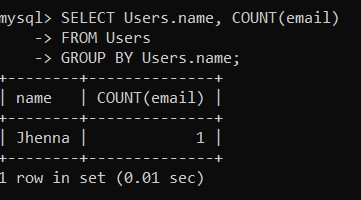 mysql> SELECT Users.name, COUNT(email)
    -> FROM Users
    -> GROUP BY Users.name;
+--------+--------------+
| name   | COUNT(email) |
+--------+--------------+
| Jhenna |            1 |
+--------+--------------+
1 row in set (0.01 sec)